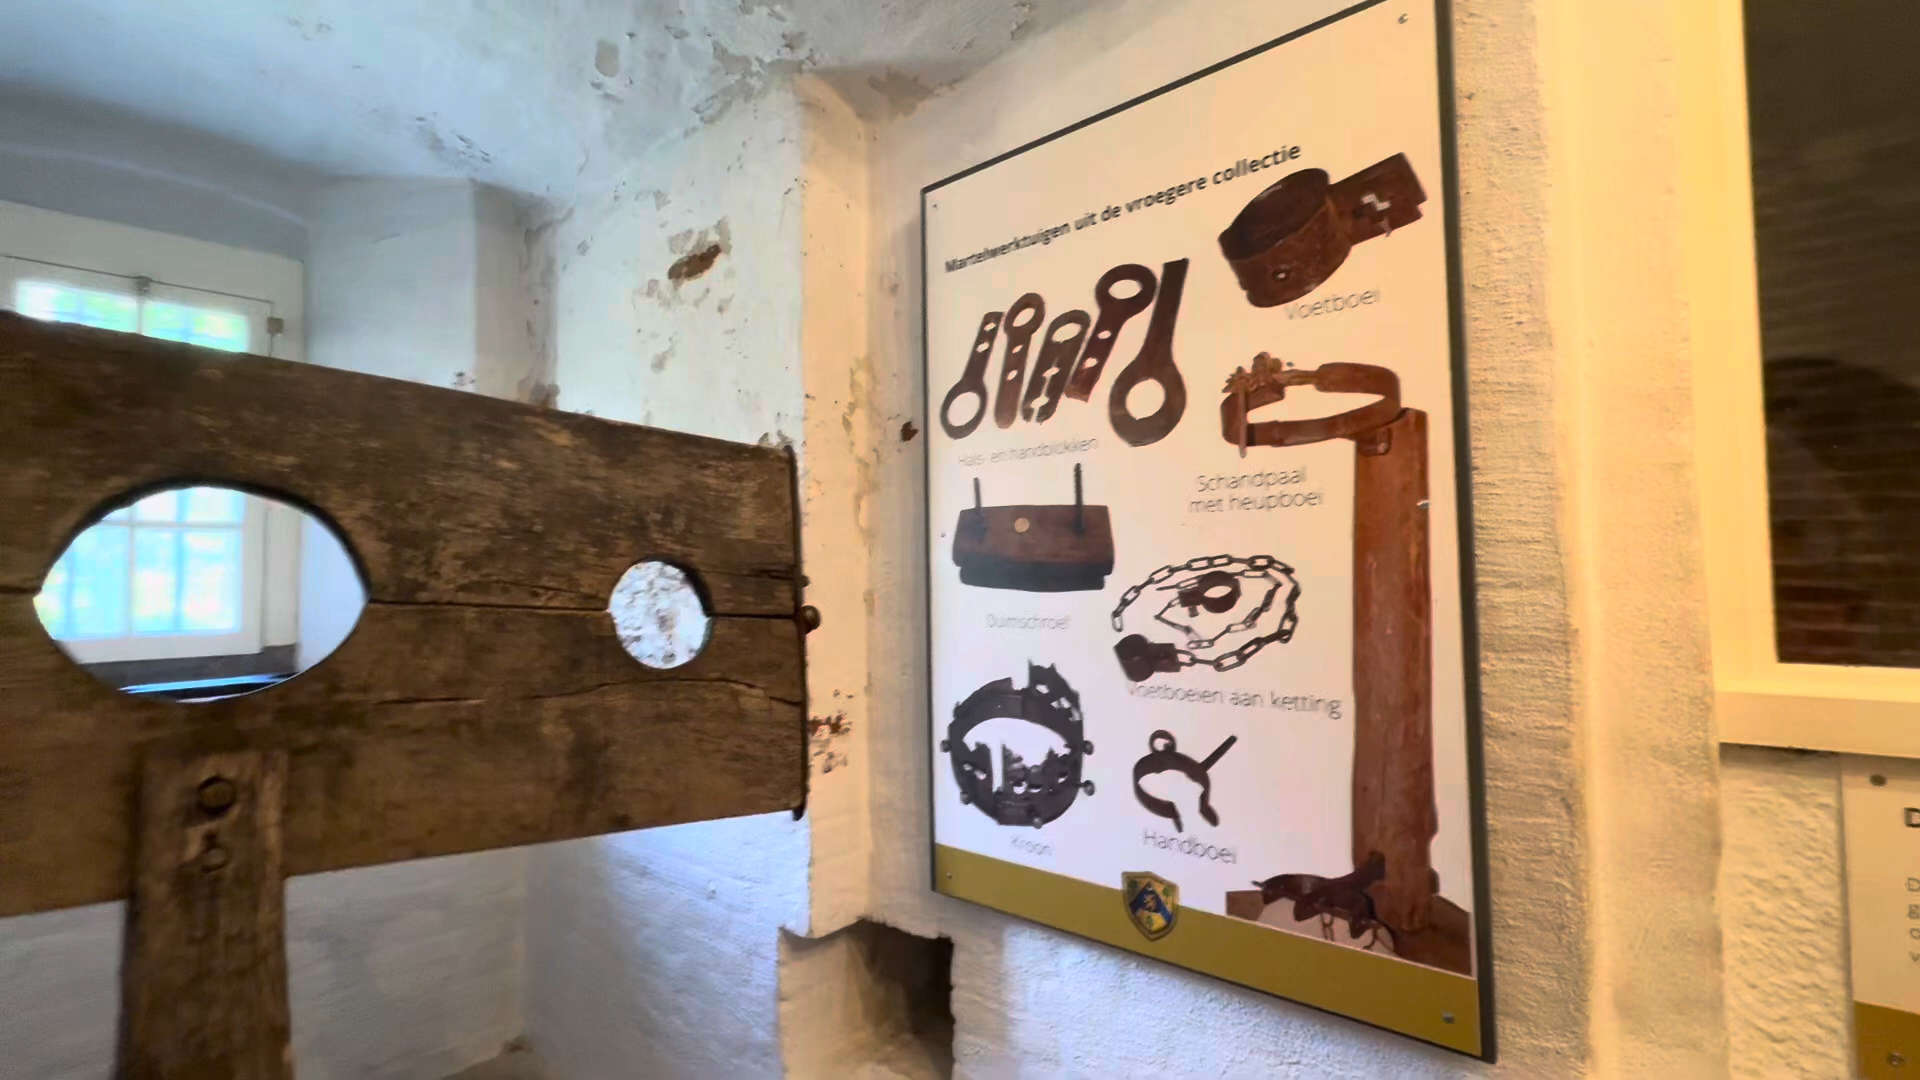 Martelwerktuigen uit de vroegere collectie
Voetboei
Hals- en handblokken
Schandpaal
met heupboei
Duimschroef
Voetboeien aan ketting
Kroon
Handboei